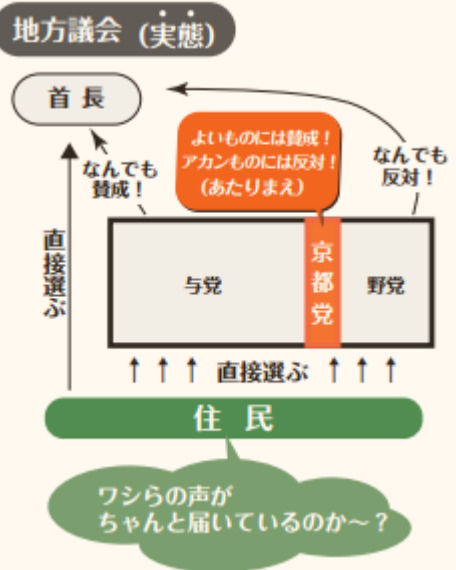 地方議会（実態）
首長
よいものには賛成！
アカンものには反対！
（あたりまえ）
なんでも
賛成！
なんでも
反対！
直接選ぶ
与党
京都党
野党
↑ ↑ ↑ 直接選ぶ ↑ ↑ ↑
住民
ワシらの声が
ちゃんと届いているのか〜？